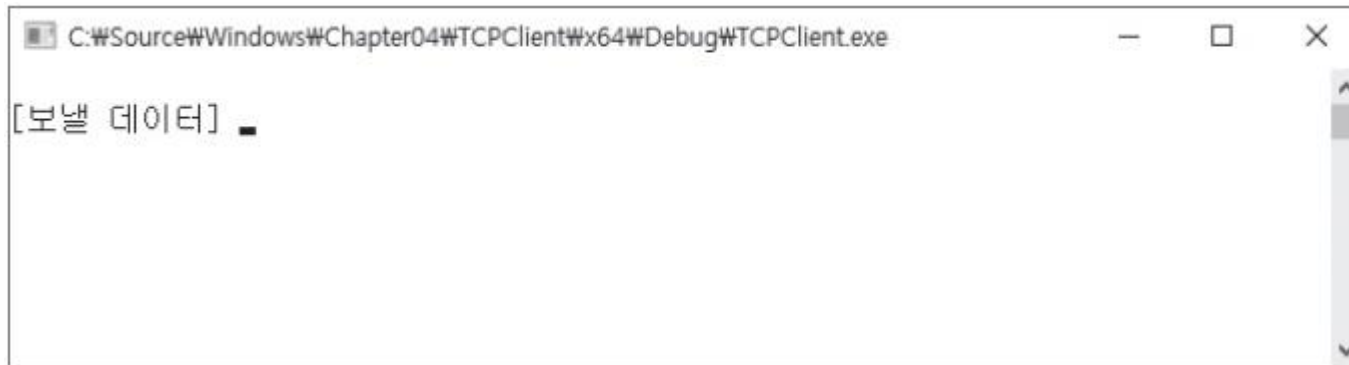 C:₩Source₩Windows₩Chapter04₩TCPClient₩x64₩Debug₩TCPClient.exe
[보낼 데이터] _